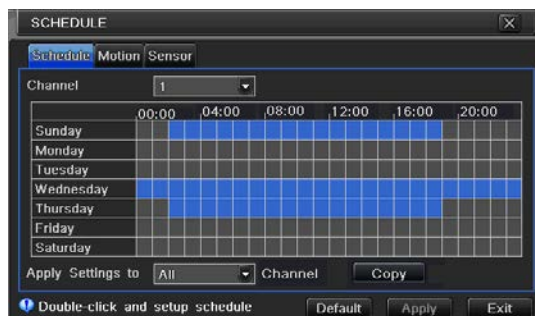 SCHEDULE
Schedule Motion Sensor
Channel 1
00:00 04:00 08:00 12:00 16:00 20:00
Sunday
Monday
Tuesday
Wednesday
Thursday
Friday
Saturday
Apply Settings to All Channel Copy
Double-click and setup schedule Default Apply Exit